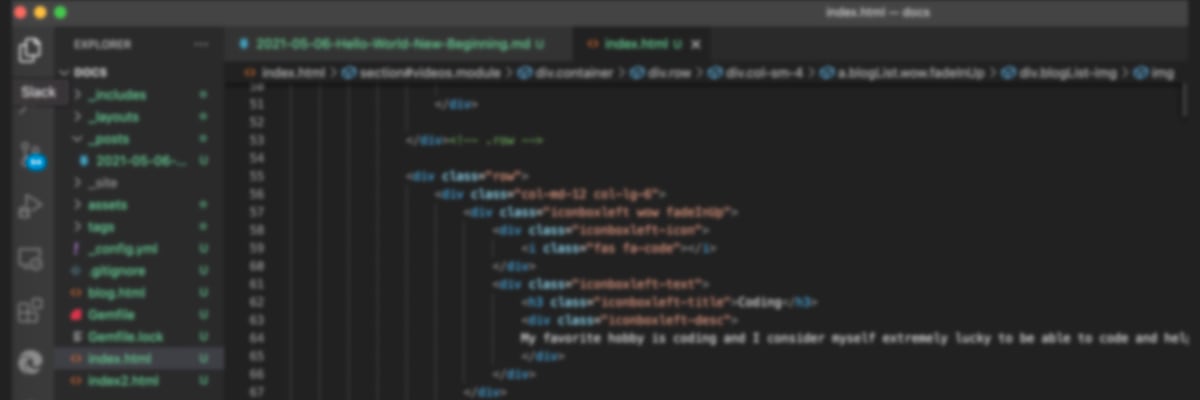 index.html — docs
EXPLORER ...
2021-05-06-Hello-World-New-Beginning.md U
index.html U ×
DOCS
index.html > section#videos.module > div.container > div.row > div.col-sm-4 > a.blogList.wow.fadeInUp > div.blogList-img > img
Slack
_includes
_layouts
_posts
2021-05-06-... U
_site
assets
tags
_config.yml U
.gitignore U
blog.html U
Gemfile U
Gemfile.lock U
index.html U
index2.html U
50
51 </div>
52
53 </div><!-- .row -->
54
55 <div class="row">
56 <div class="col-md-12 col-lg-6">
57 <div class="iconboxleft wow fadeInUp">
58 <div class="iconboxleft-icon">
59 <i class="fas fa-code"></i>
60 </div>
61 <div class="iconboxleft-text">
62 <h3 class="iconboxleft-title">Coding</h3>
63 <div class="iconboxleft-desc">
64 My favorite hobby is coding and I consider myself extremely lucky to be able to code and hel
65 </div>
66 </div>
67 </div>